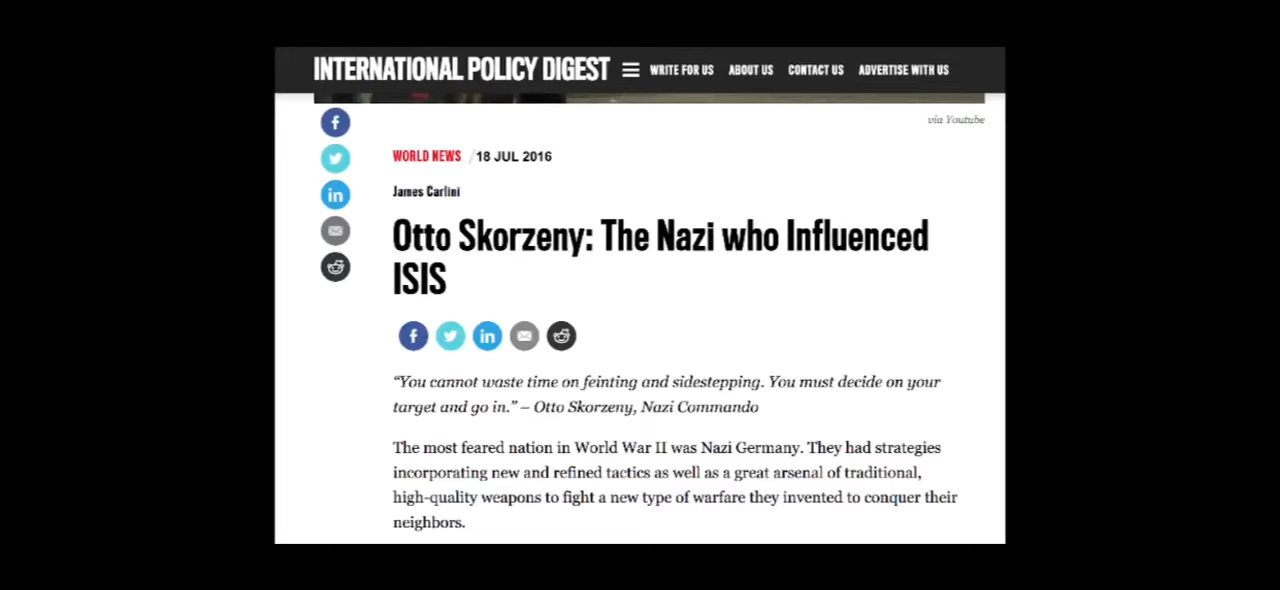 INTERNATIONAL POLICY DIGEST WRITE FOR US ABOUT US CONTACT US ADVERTISE WITH US
via Youtube
WORLD NEWS / 18 JUL 2016
James Carlini
Otto Skorzeny: The Nazi who Influenced
ISIS
“You cannot waste time on feinting and sidestepping. You must decide on your
target and go in.” – Otto Skorzeny, Nazi Commando
The most feared nation in World War II was Nazi Germany. They had strategies
incorporating new and refined tactics as well as a great arsenal of traditional,
high-quality weapons to fight a new type of warfare they invented to conquer their
neighbors.